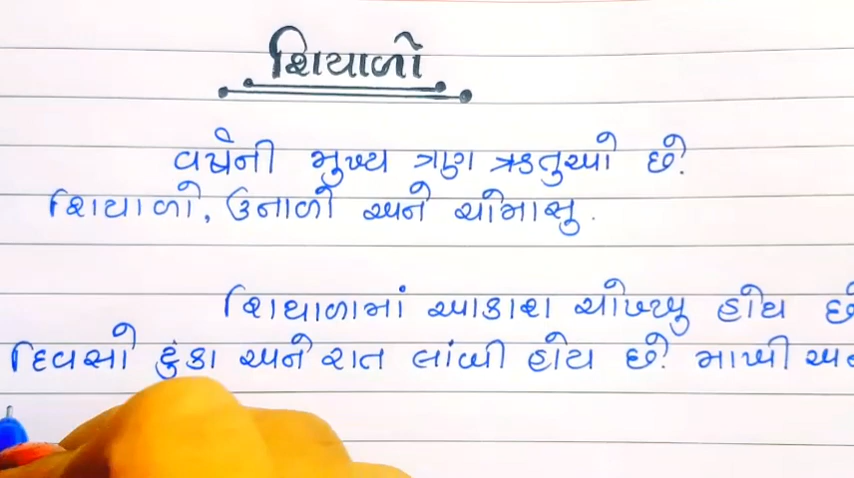 શિયાળો
વર્ષની મુખ્ય ત્રણ ઋતુઓ છે.
શિયાળો, ઉનાળો અને ચોમાસુ.
શિયાળામાં આકાશ ચોખ્ખુ હોય છે
દિવસો ટુંકા અને રાત લાંબી હોય છે. માખી